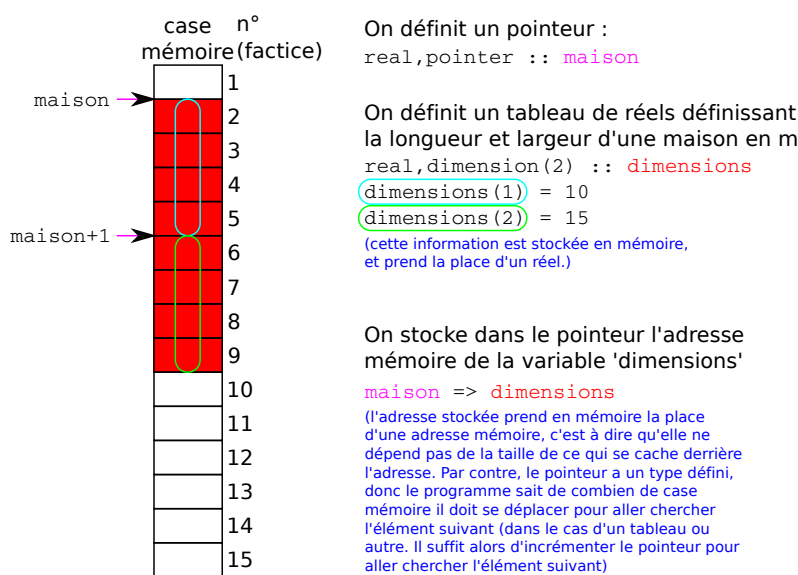 case n°
mémoire (factice)
1
maison
2
3
4
5
maison+1
6
7
8
9
10
11
12
13
14
15
On définit un pointeur :
real,pointer :: maison
On définit un tableau de réels définissant
la longueur et largeur d'une maison en m
real,dimension(2) :: dimensions
dimensions(1) = 10
dimensions(2) = 15
(cette information est stockée en mémoire,
et prend la place d'un réel.)
On stocke dans le pointeur l'adresse
mémoire de la variable 'dimensions'
maison => dimensions
(l'adresse stockée prend en mémoire la place
d'une adresse mémoire, c'est à dire qu'elle ne
dépend pas de la taille de ce qui se cache derrière
l'adresse. Par contre, le pointeur a un type défini,
donc le programme sait de combien de case
mémoire il doit se déplacer pour aller chercher
l'élément suivant (dans le cas d'un tableau ou
autre. Il suffit alors d'incrémenter le pointeur pour
aller chercher l'élément suivant)